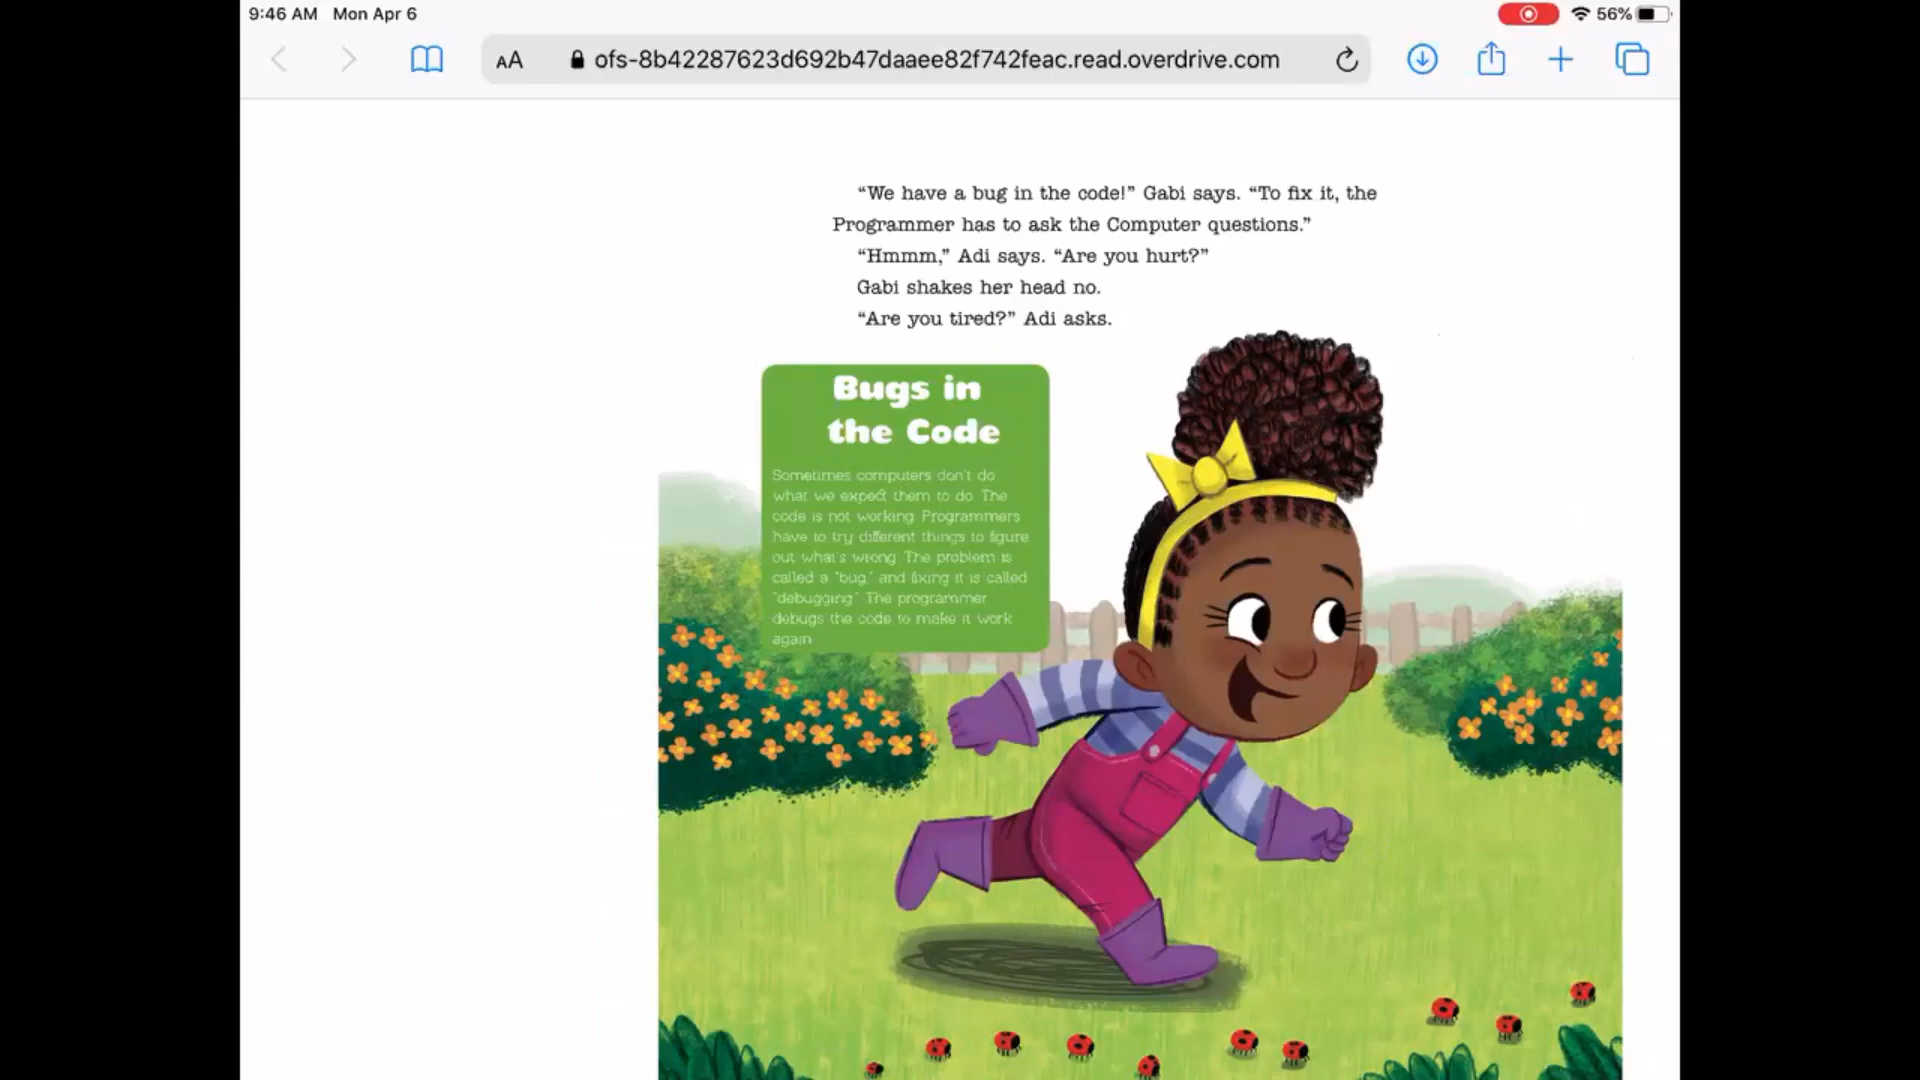 9:46 AM Mon Apr 6
56%
AA ofs-8b42287623d692b47daaee82f742feac.read.overdrive.com
“We have a bug in the code!” Gabi says. “To fix it, the
Programmer has to ask the Computer questions.”
“Hmmm,” Adi says. “Are you hurt?”
Gabi shakes her head no.
“Are you tired?” Adi asks.
Bugs in
the Code
Sometimes computers don't do
what we expect them to do. The
code is not working. Programmers
have to try different things to figure
out what's wrong. The problem is
called a "bug," and fixing it is called
"debugging." The programmer
debugs the code to make it work
again.